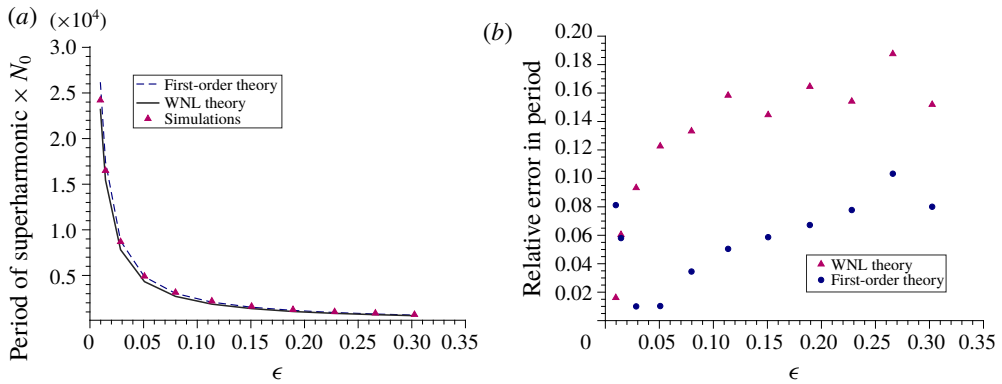 (a) (×10⁴)
Period of superharmonic × N₀
3.0
2.5
2.0
1.5
1.0
0.5
0 0.05 0.10 0.15 0.20 0.25 0.30 0.35
ϵ
First-order theory
WNL theory
Simulations
(b)
Relative error in period
0.20
0.18
0.16
0.14
0.12
0.10
0.08
0.06
0.04
0.02
0 0.05 0.10 0.15 0.20 0.25 0.30 0.35
ϵ
WNL theory
First-order theory